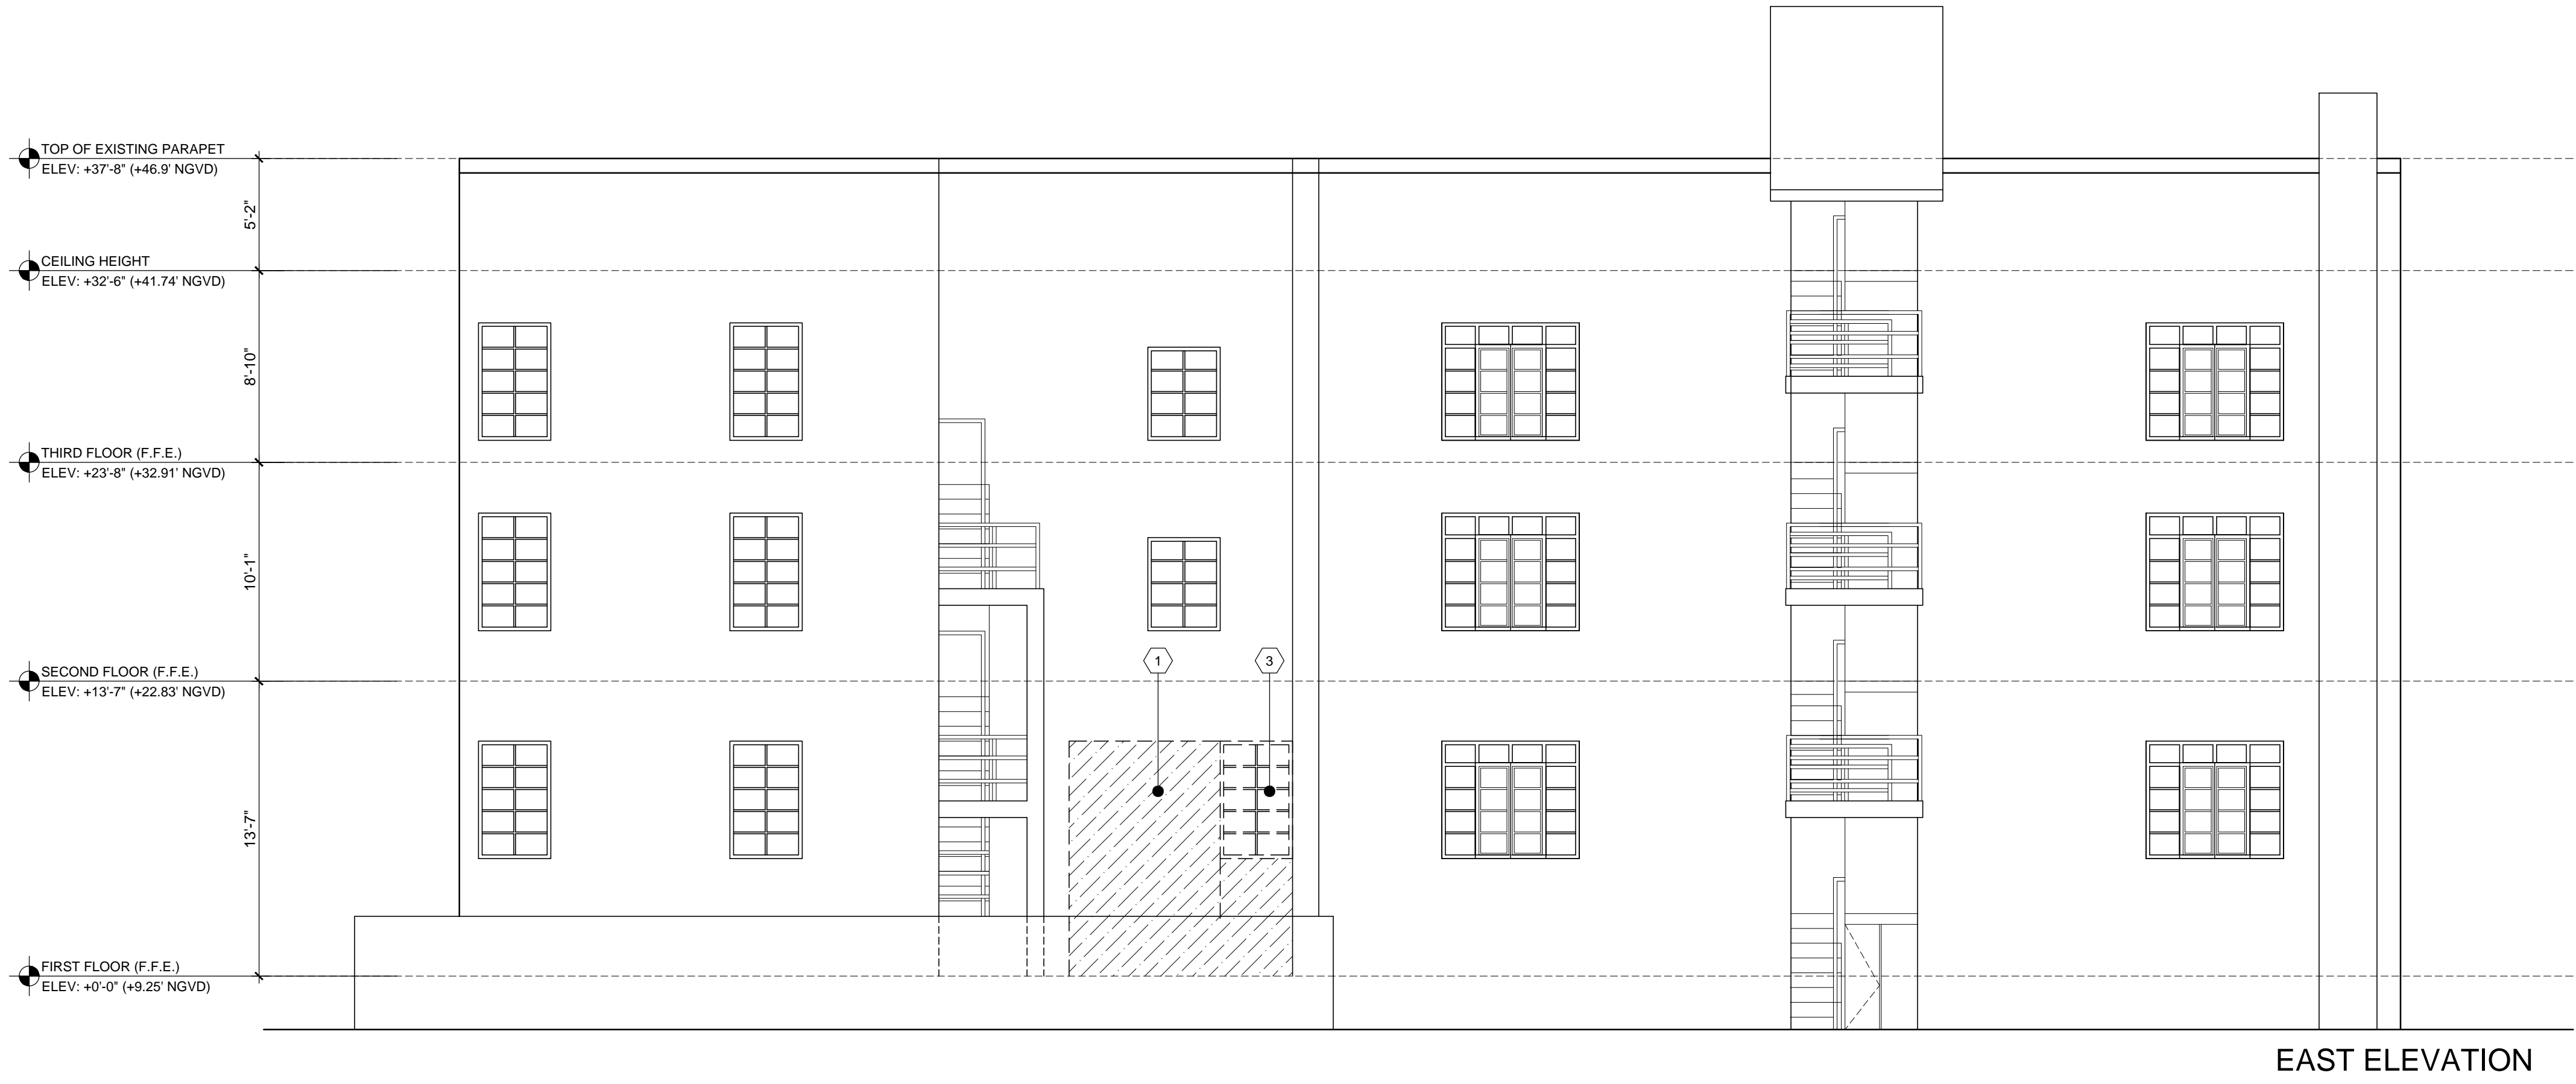 TOP OF EXISTING PARAPET
ELEV: +37'-8" (+46.9' NGVD)
5'-2"
CEILING HEIGHT
ELEV: +32'-6" (+41.74' NGVD)
8'-10"
THIRD FLOOR (F.F.E.)
ELEV: +23'-8" (+32.91' NGVD)
10'-1"
1
3
SECOND FLOOR (F.F.E.)
ELEV: +13'-7" (+22.83' NGVD)
13'-7"
FIRST FLOOR (F.F.E.)
ELEV: +0'-0" (+9.25' NGVD)
EAST ELEVATION